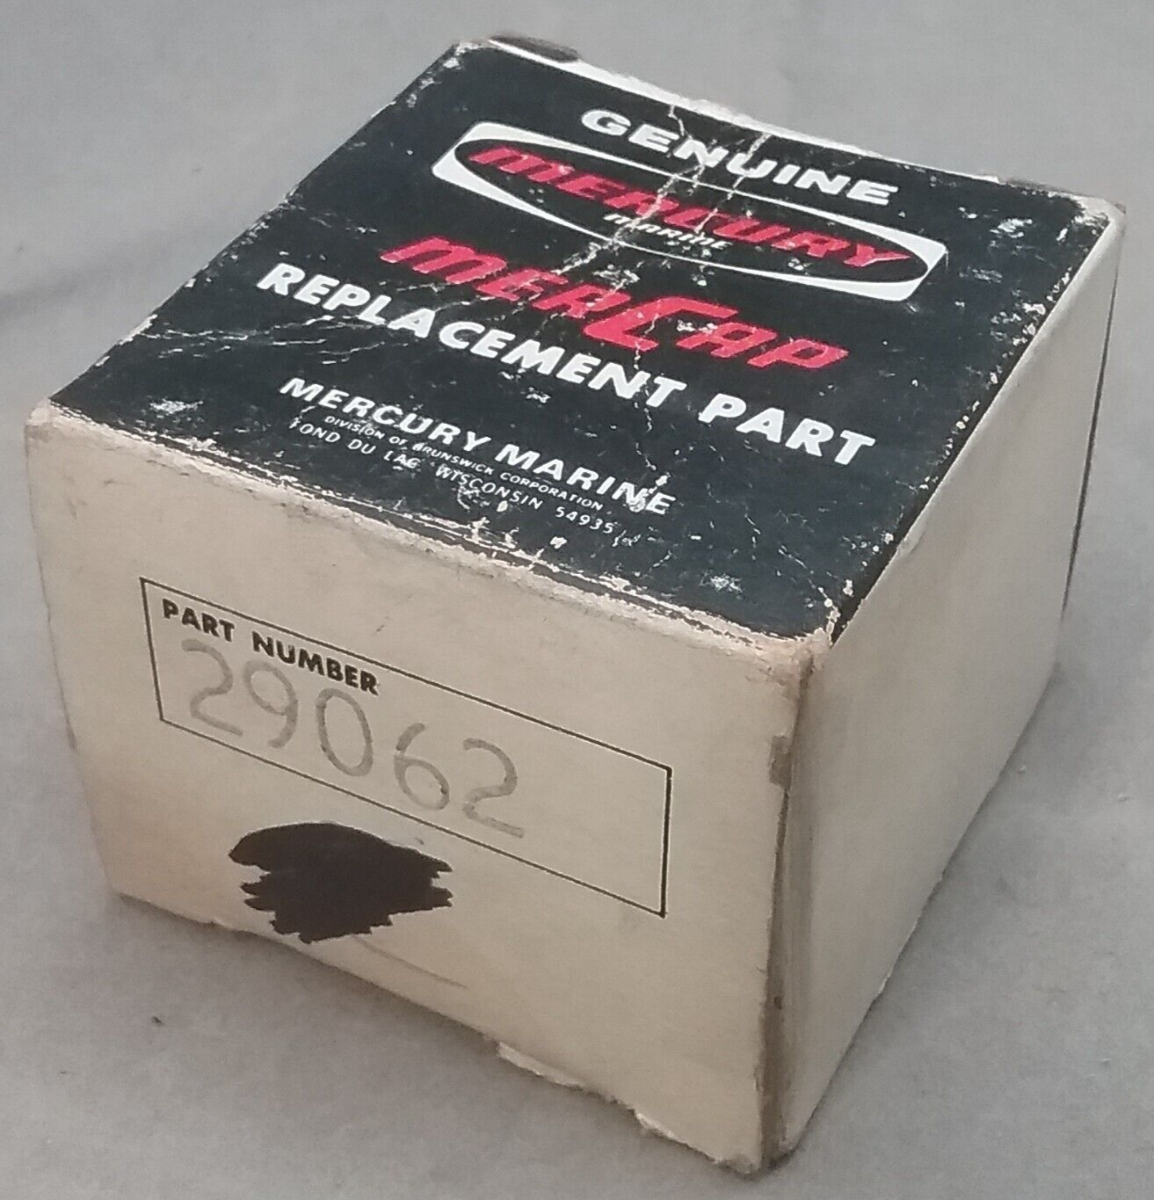 GENUINE
MERCURY
MARINE
MERCAP
REPLACEMENT PART
MERCURY MARINE
DIVISION OF BRUNSWICK CORPORATION
FOND DU LAC WISCONSIN 54935
PART NUMBER
29062